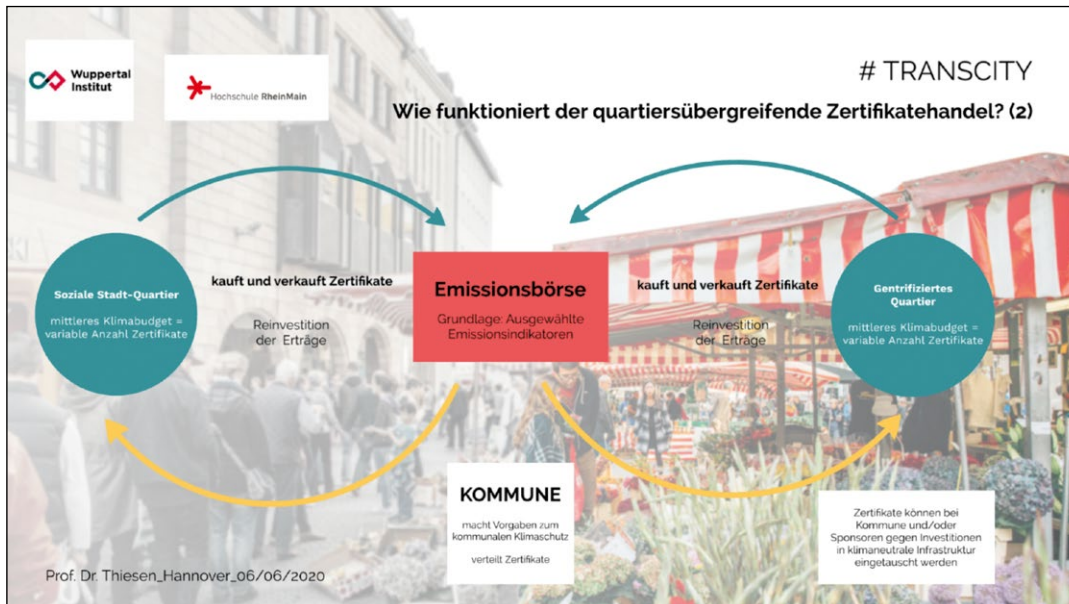 Wuppertal
Institut
Hochschule RheinMain
# TRANSCITY
Wie funktioniert der quartiersübergreifende Zertifikatehandel? (2)
Soziale Stadt-Quartier
mittleres Klimabudget =
variable Anzahl Zertifikate
kauft und verkauft Zertifikate
Reinvestition
der Erträge
Emissionsbörse
Grundlage: Ausgewählte
Emissionsindikatoren
kauft und verkauft Zertifikate
Reinvestition
der Erträge
Gentrifiziertes
Quartier
mittleres Klimabudget =
variable Anzahl Zertifikate
KOMMUNE
macht Vorgaben zum
kommunalen Klimaschutz
verteilt Zertifikate
Zertifikate können bei
Kommune und/oder
Sponsoren gegen Investitionen
in klimaneutrale Infrastruktur
eingetauscht werden
Prof. Dr. Thiesen_Hannover_06/06/2020